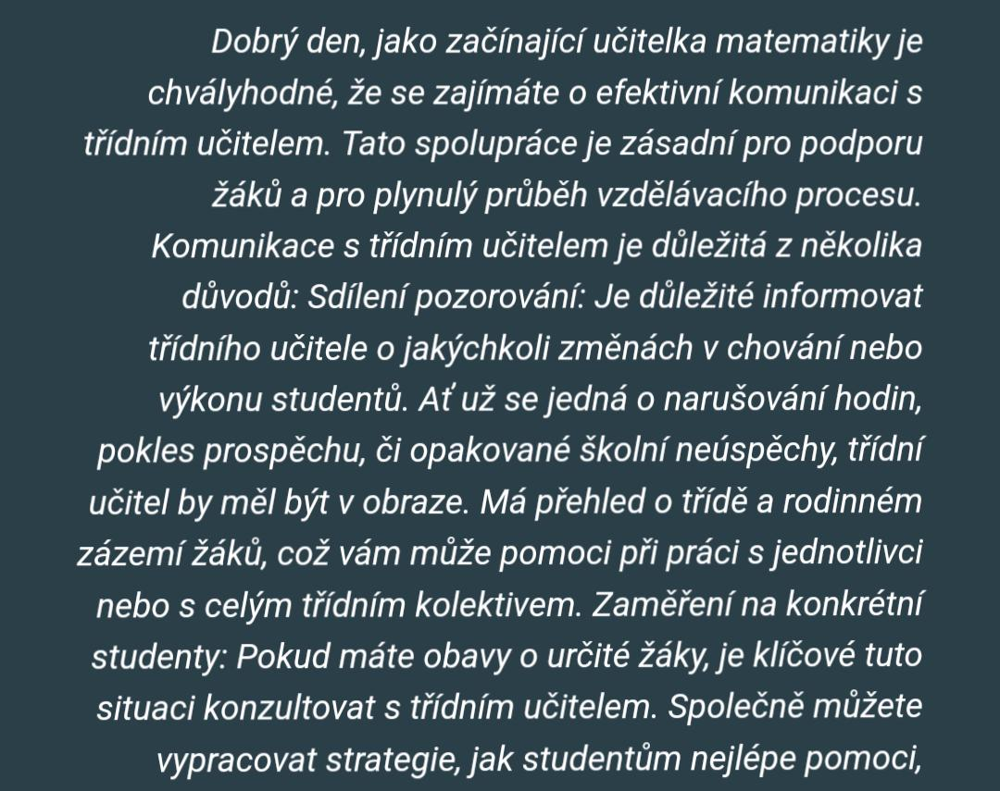 Dobrý den, jako začínající učitelka matematiky je
chvályhodné, že se zajímáte o efektivní komunikaci s
třídním učitelem. Tato spolupráce je zásadní pro podporu
žáků a pro plynulý průběh vzdělávacího procesu.
Komunikace s třídním učitelem je důležitá z několika
důvodů: Sdílení pozorování: Je důležité informovat
třídního učitele o jakýchkoli změnách v chování nebo
výkonu studentů. Ať už se jedná o narušování hodin,
pokles prospěchu, či opakované školní neúspěchy, třídní
učitel by měl být v obraze. Má přehled o třídě a rodinném
zázemí žáků, což vám může pomoci při práci s jednotlivci
nebo s celým třídním kolektivem. Zaměření na konkrétní
studenty: Pokud máte obavy o určité žáky, je klíčové tuto
situaci konzultovat s třídním učitelem. Společně můžete
vypracovat strategie, jak studentům nejlépe pomoci,